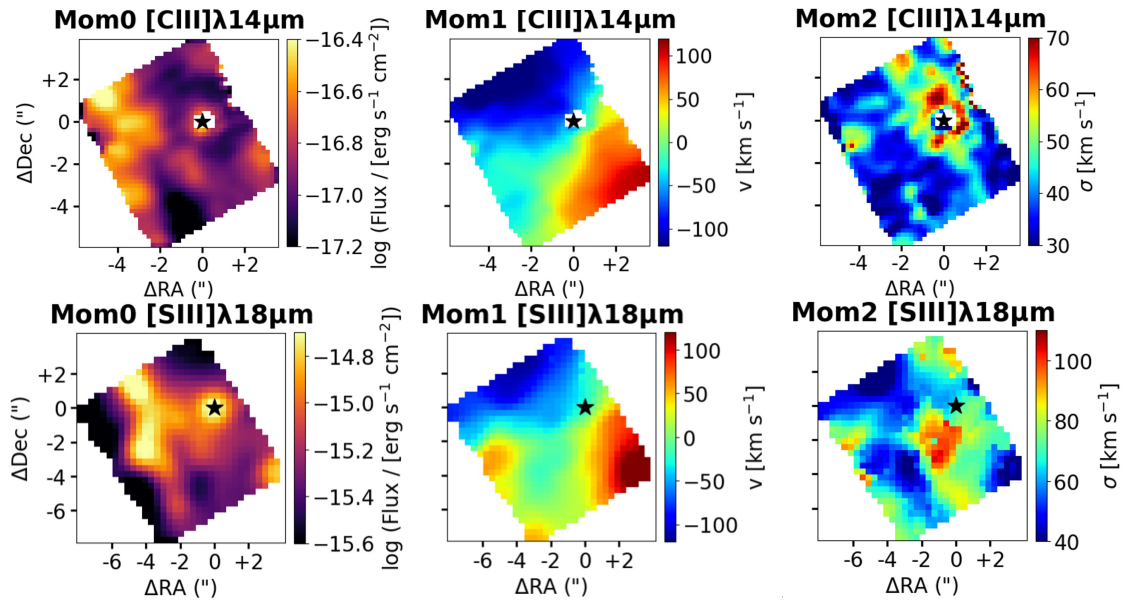 Mom0 [ClII]λ14μm
Mom1 [ClII]λ14μm
Mom2 [ClII]λ14μm
+2
0
-2
-4
ΔDec (")
-4 -2 0 +2
ΔRA (")
−16.4
−16.6
−16.8
−17.0
−17.2
log (Flux / [erg s⁻¹ cm⁻²])
-4 -2 0 +2
ΔRA (")
100
50
0
−50
−100
v [km s⁻¹]
-4 -2 0 +2
ΔRA (")
70
60
50
40
30
σ [km s⁻¹]
Mom0 [SIII]λ18μm
Mom1 [SIII]λ18μm
Mom2 [SIII]λ18μm
+2
0
-2
-4
-6
ΔDec (")
-6 -4 -2 0 +2
ΔRA (")
−14.8
−15.0
−15.2
−15.4
−15.6
log (Flux / [erg s⁻¹ cm⁻²])
-6 -4 -2 0 +2
ΔRA (")
100
50
0
−50
−100
v [km s⁻¹]
-6 -4 -2 0 +2
ΔRA (")
100
80
60
40
σ [km s⁻¹]